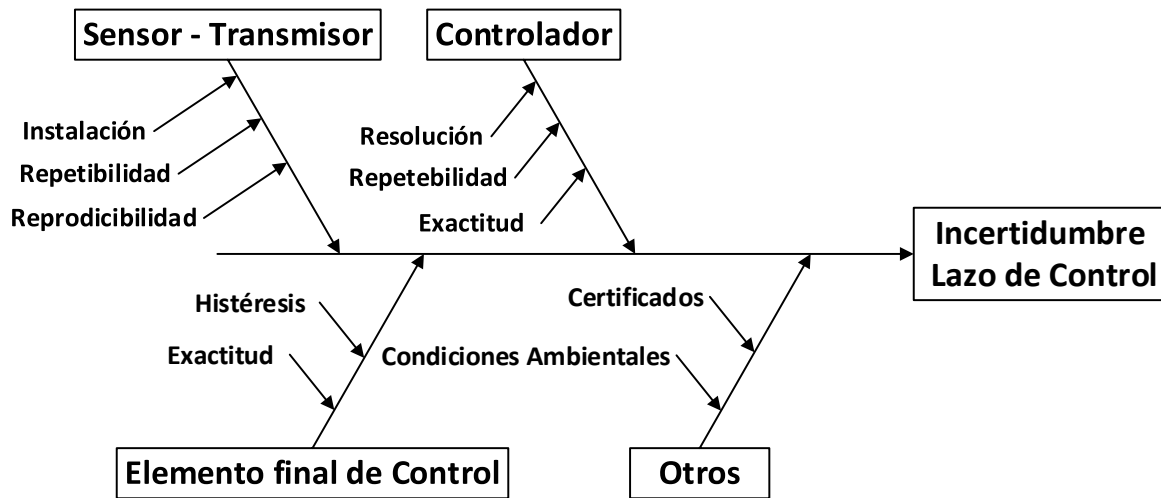 Sensor - Transmisor
Controlador
Instalación
Repetibilidad
Reprodicibilidad
Resolución
Repetebilidad
Exactitud
Incertidumbre
Lazo de Control
Histéresis
Exactitud
Certificados
Condiciones Ambientales
Elemento final de Control
Otros